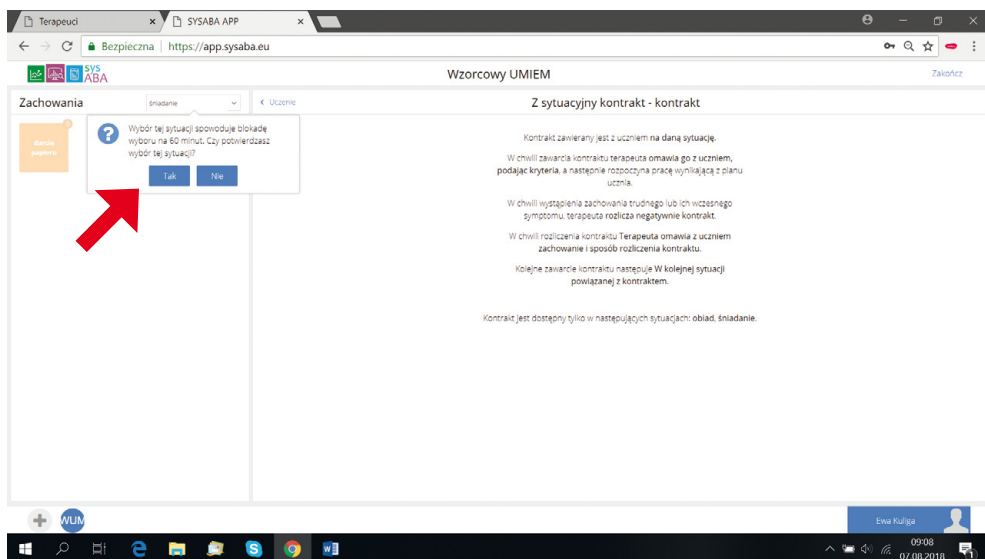 Terapeuci
SYSABA APP
Bezpieczna
https://app.sysaba.eu
SYS
ABA
Wzorcowy UMIEM
Zakończ
Zachowania
śniadanie
Uczenie
Z sytuacyjny kontrakt - kontrakt
0
darcie
papieru
Wybór tej sytuacji spowoduje blokadę
wyboru na 60 minut. Czy potwierdzasz
wybór tej sytuacji?
Tak
Nie
Kontrakt zawierany jest z uczniem na daną sytuację.
W chwili zawarcia kontraktu terapeuta omawia go z uczniem,
podając kryteria, a następnie rozpoczyna pracę wynikającą z planu
ucznia.
W chwili wystąpienia zachowania trudnego lub ich wczesnego
symptomu, terapeuta rozlicza negatywnie kontrakt.
W chwili rozliczenia kontraktu Terapeuta omawia z uczniem
zachowanie i sposób rozliczenia kontraktu.
Kolejne zawarcie kontraktu następuje W kolejnej sytuacji
powiązanej z kontraktem.
Kontrakt jest dostępny tylko w następujących sytuacjach: obiad, śniadanie.
WUM
Ewa Kuliga
09:08
07.08.2018